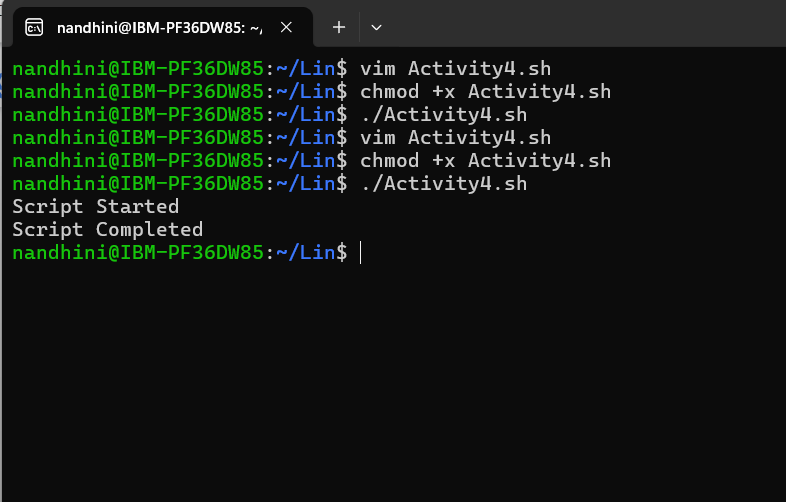 nandhini@IBM-PF36DW85: ~/
nandhini@IBM-PF36DW85:~/Lin$ vim Activity4.sh
nandhini@IBM-PF36DW85:~/Lin$ chmod +x Activity4.sh
nandhini@IBM-PF36DW85:~/Lin$ ./Activity4.sh
nandhini@IBM-PF36DW85:~/Lin$ vim Activity4.sh
nandhini@IBM-PF36DW85:~/Lin$ chmod +x Activity4.sh
nandhini@IBM-PF36DW85:~/Lin$ ./Activity4.sh
Script Started
Script Completed
nandhini@IBM-PF36DW85:~/Lin$